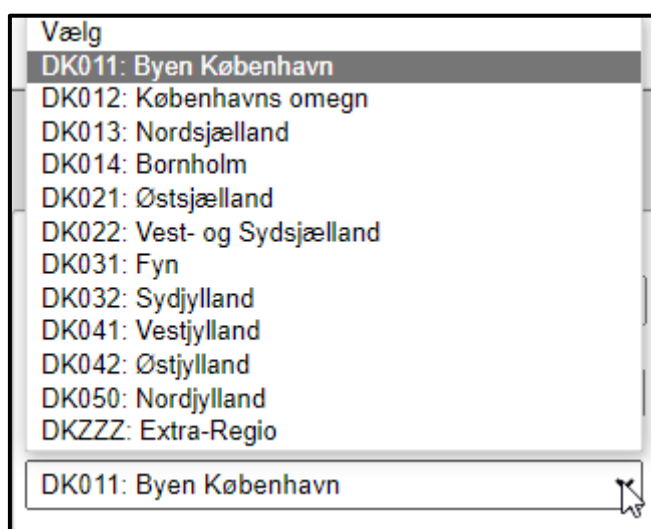 Vælg
DK011: Byen København
DK012: Københavns omegn
DK013: Nordsjælland
DK014: Bornholm
DK021: Østsjælland
DK022: Vest- og Sydsjælland
DK031: Fyn
DK032: Sydjylland
DK041: Vestjylland
DK042: Østjylland
DK050: Nordjylland
DKZZZ: Extra-Regio
DK011: Byen København